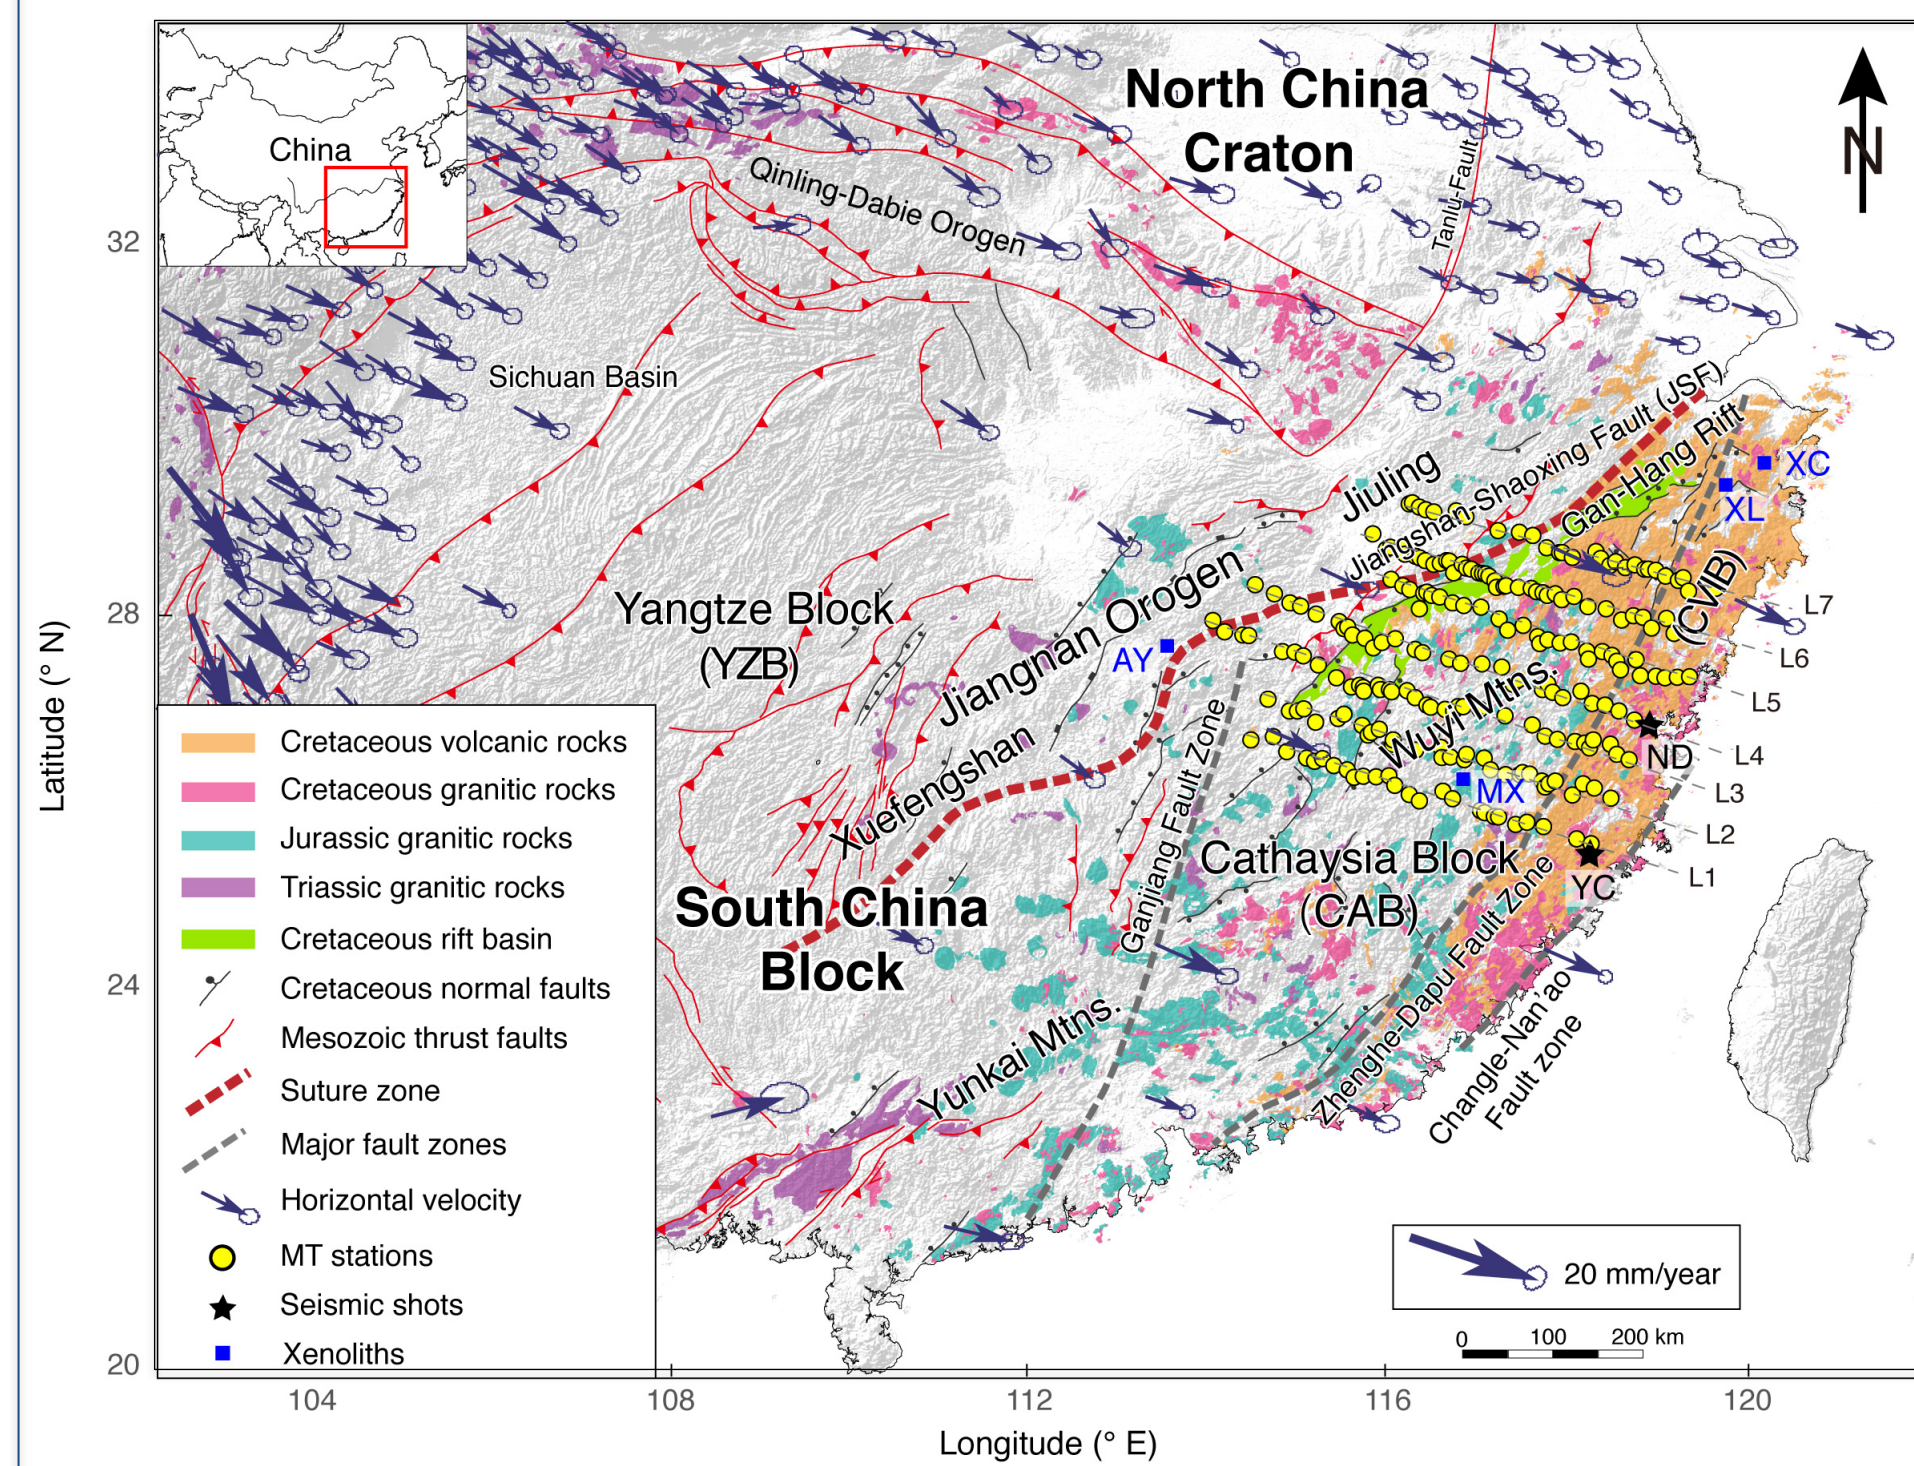 China
North China
Craton
N
Qinling-Dabie Orogen
Tanlu-Fault
32
Sichuan Basin
Jiangshan-Shaoxing Fault (JSF)
Gan-Hang Rift
Jiuling
XC
XL
(CVIB)
28
Yangtze Block
(YZB)
Jiangnan Orogen
AY
L7
L6
L5
L4
L3
L2
L1
Wuyi Mtns.
ND
MX
YC
Xuefengshan
Ganjiang Fault Zone
Cathaysia Block
(CAB)
South China
Block
24
Zhenghe-Dapu Fault Zone
Changle-Nan'ao
Fault zone
Yunkai Mtns.
Latitude (° N)
Cretaceous volcanic rocks
Cretaceous granitic rocks
Jurassic granitic rocks
Triassic granitic rocks
Cretaceous rift basin
Cretaceous normal faults
Mesozoic thrust faults
Suture zone
Major fault zones
Horizontal velocity
MT stations
Seismic shots
Xenoliths
20 mm/year
0 100 200 km
20
104 108 112 116 120
Longitude (° E)